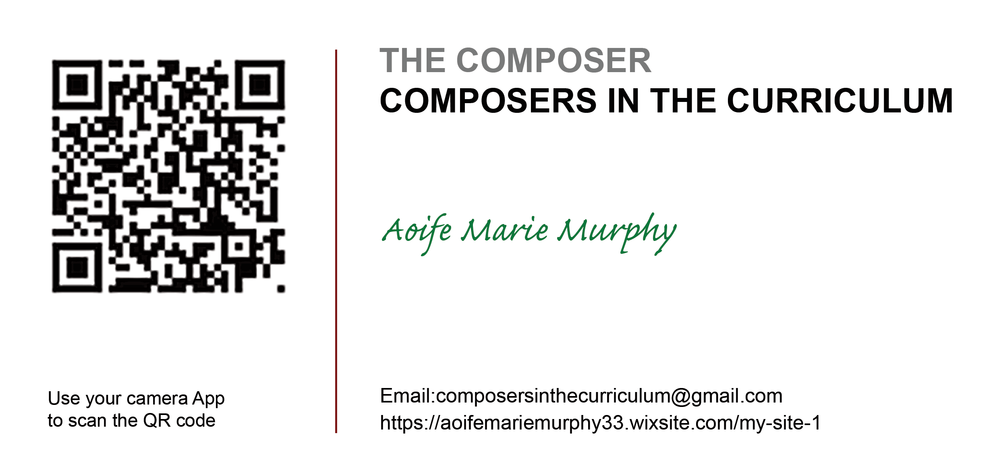 THE COMPOSER
COMPOSERS IN THE CURRICULUM
Aoife Marie Murphy
Email:composersinthecurriculum@gmail.com
https://aoifemariemurphy33.wixsite.com/my-site-1
Use your camera App
to scan the QR code